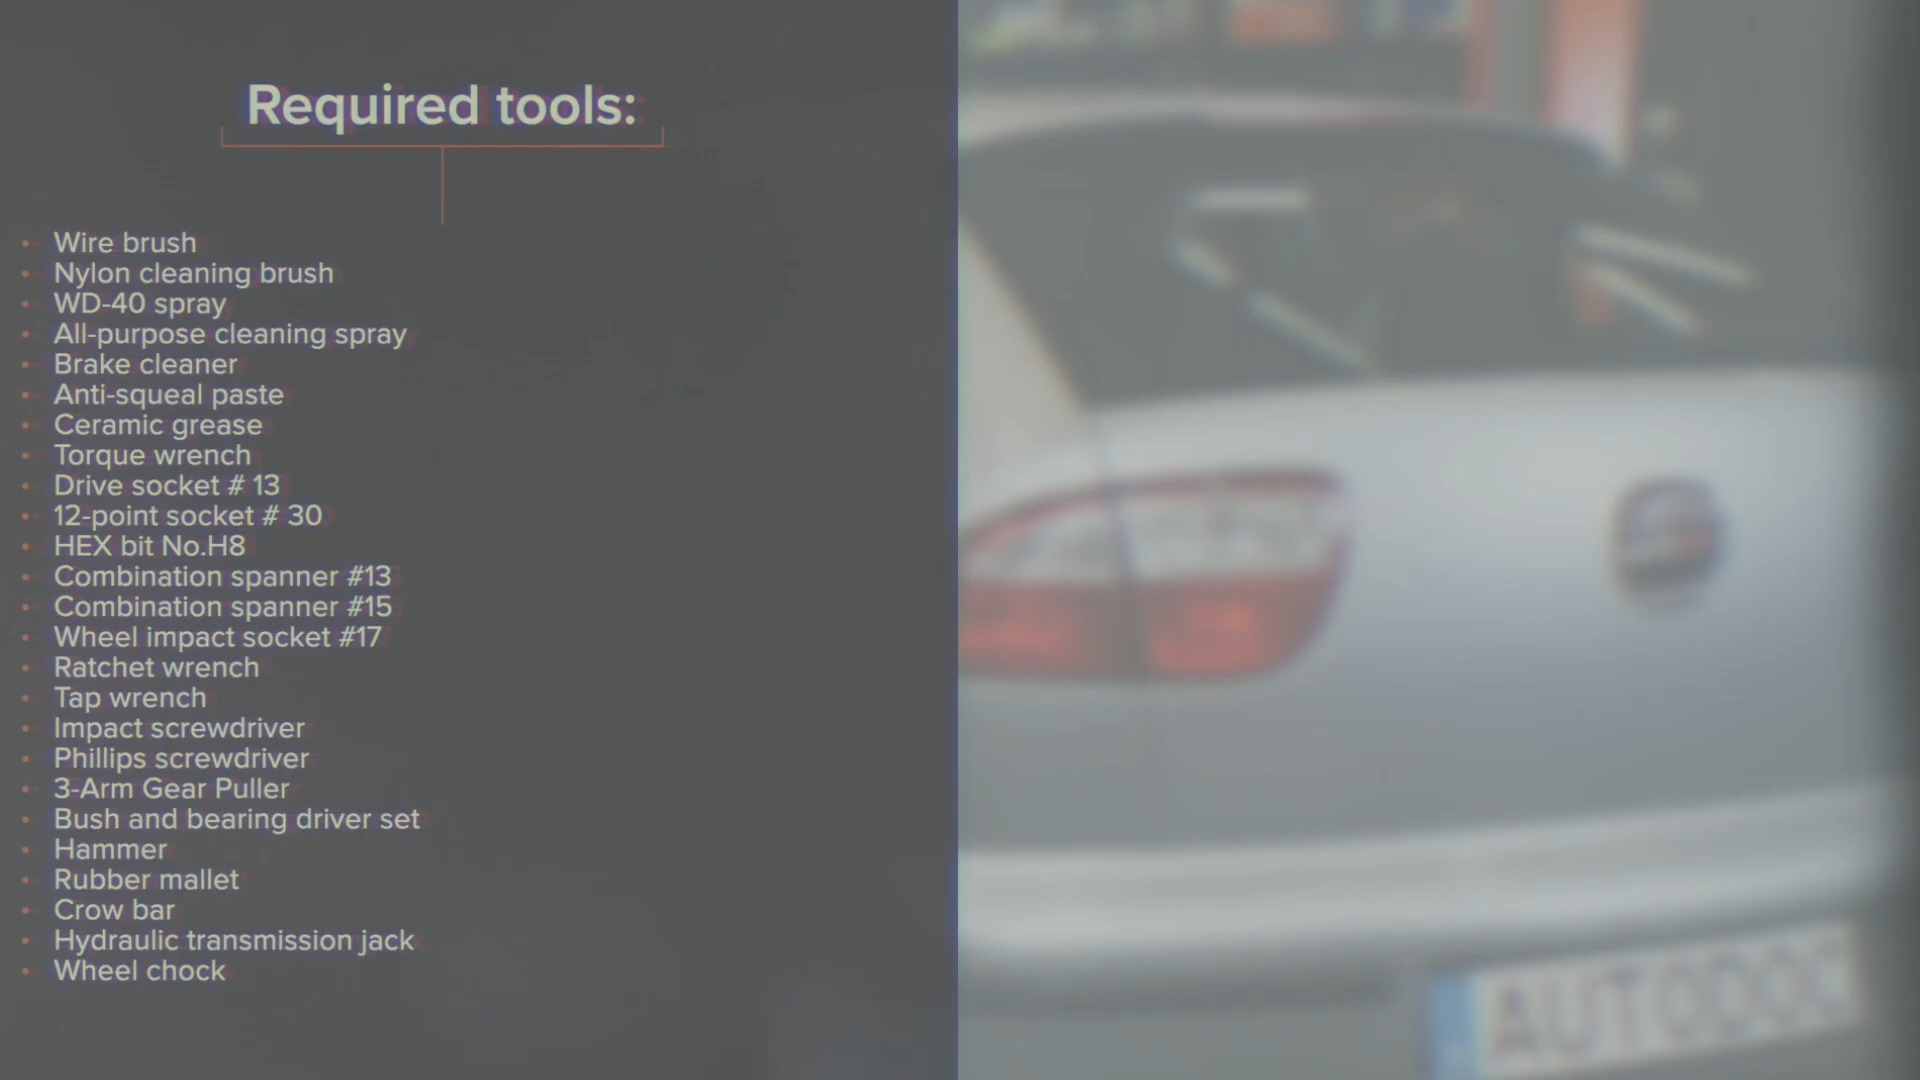 Required tools:
Wire brush
Nylon cleaning brush
WD-40 spray
All-purpose cleaning spray
Brake cleaner
Anti-squeal paste
Ceramic grease
Torque wrench
Drive socket # 13
12-point socket # 30
HEX bit No.H8
Combination spanner #13
Combination spanner #15
Wheel impact socket #17
Ratchet wrench
Tap wrench
Impact screwdriver
Phillips screwdriver
3-Arm Gear Puller
Bush and bearing driver set
Hammer
Rubber mallet
Crow bar
Hydraulic transmission jack
Wheel chock
AUTODOC